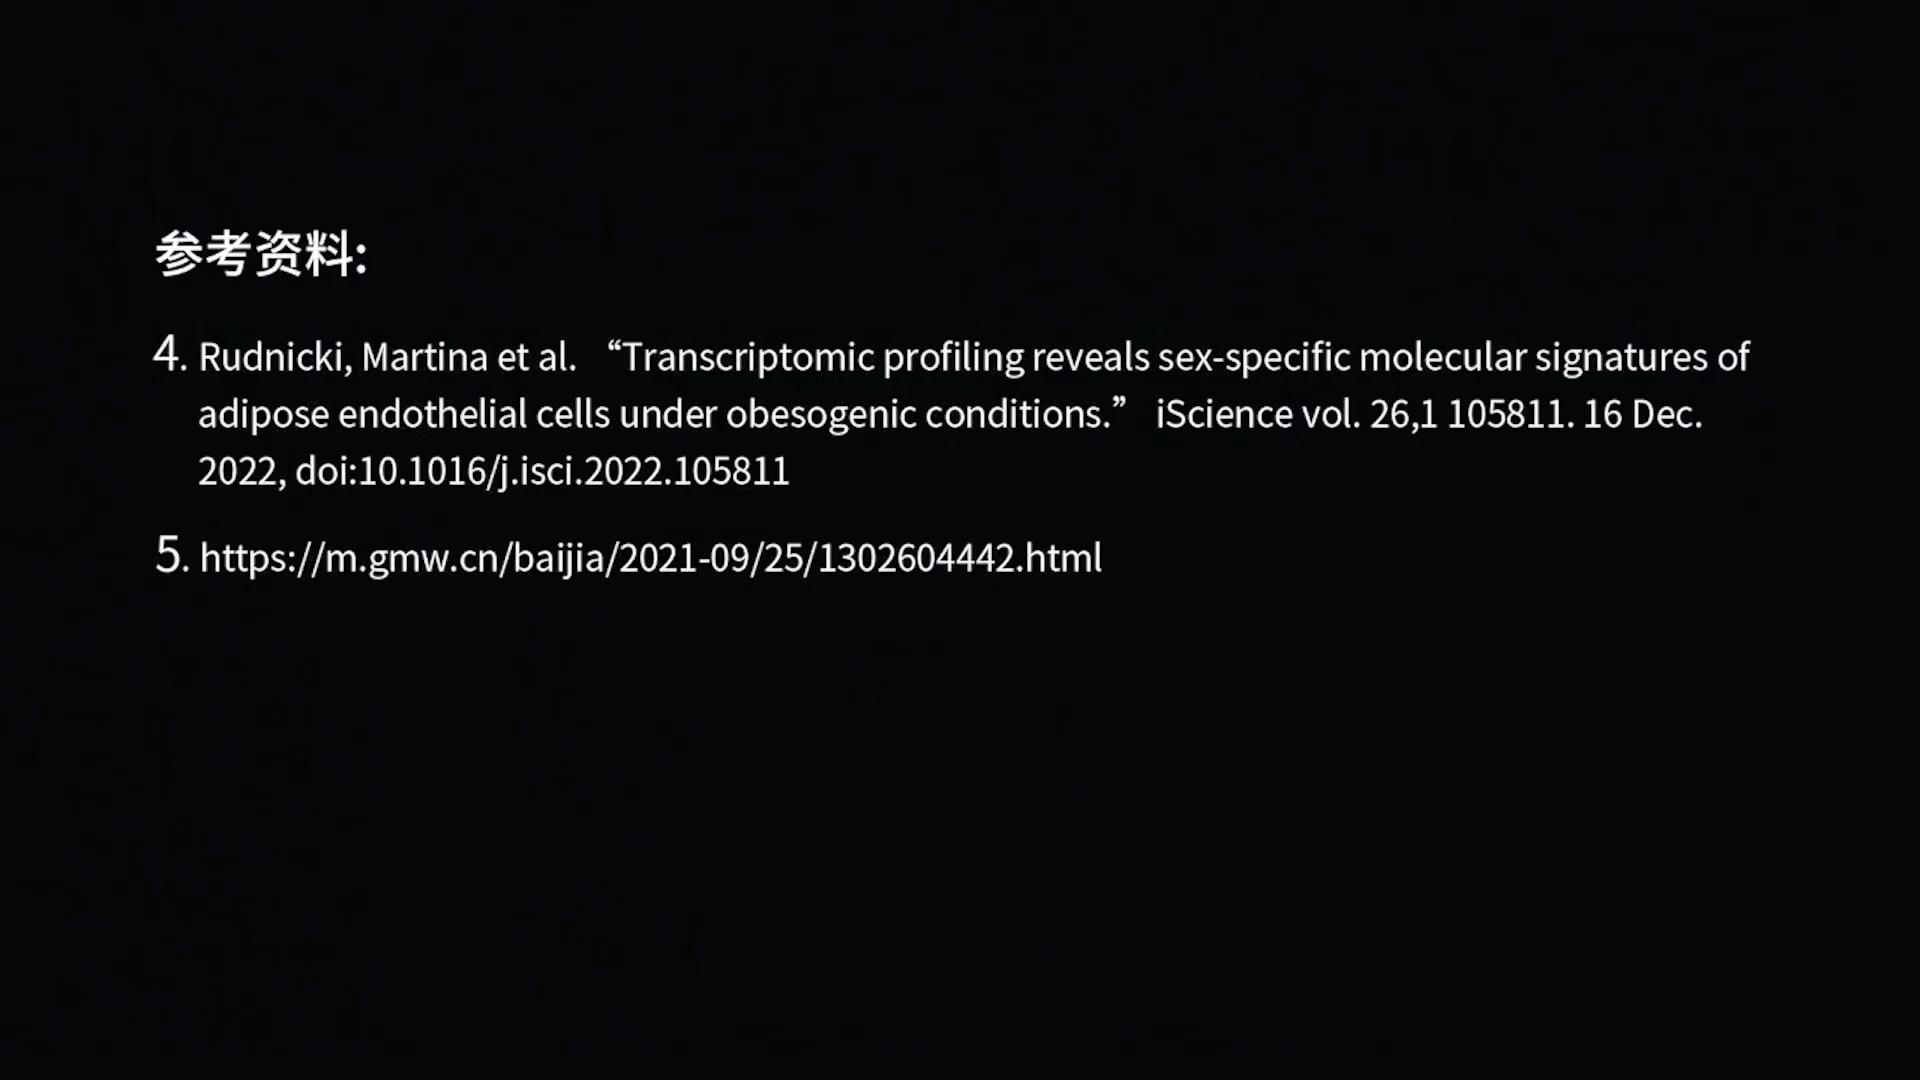 参考资料:
4. Rudnicki, Martina et al. “Transcriptomic profiling reveals sex-specific molecular signatures of
adipose endothelial cells under obesogenic conditions.” iScience vol. 26,1 105811. 16 Dec.
2022, doi:10.1016/j.isci.2022.105811
5. https://m.gmw.cn/baijia/2021-09/25/1302604442.html